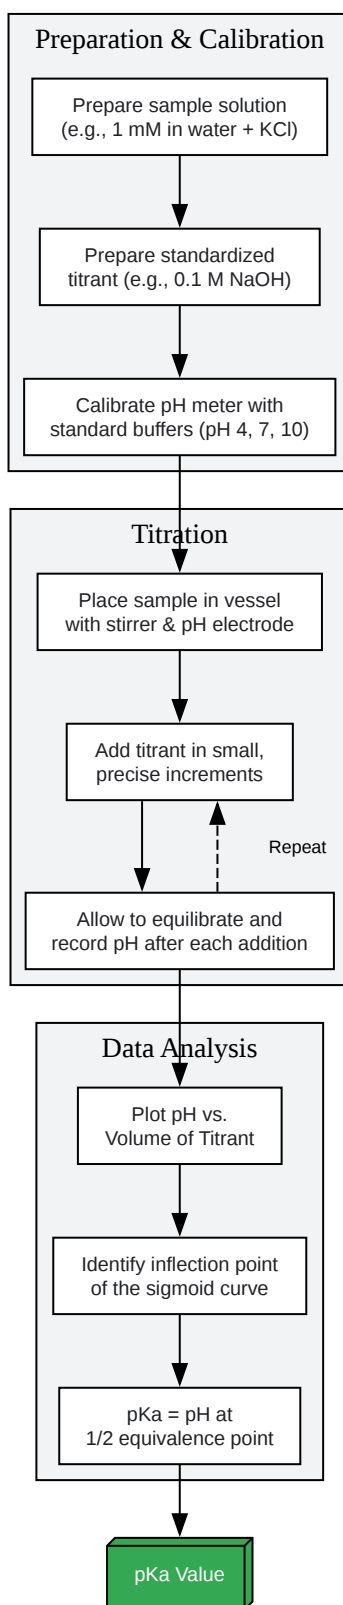 Preparation & Calibration
Prepare sample solution
(e.g., 1 mM in water + KCl)
Prepare standardized
titrant (e.g., 0.1 M NaOH)
Calibrate pH meter with
standard buffers (pH 4, 7, 10)
Titration
Place sample in vessel
with stirrer & pH electrode
Add titrant in small,
precise increments
Repeat
Allow to equilibrate and
record pH after each addition
Data Analysis
Plot pH vs.
Volume of Titrant
Identify inflection point
of the sigmoid curve
pKa = pH at
1/2 equivalence point
pKa Value